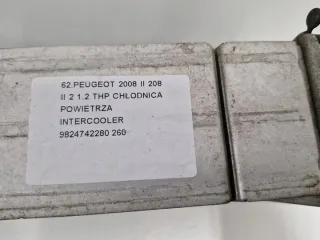 62.PEUGEOT 2008 II 208
II 2 1.2 THP CHŁODNICA
POWIETRZA
INTERCOOLER
9824742280 260